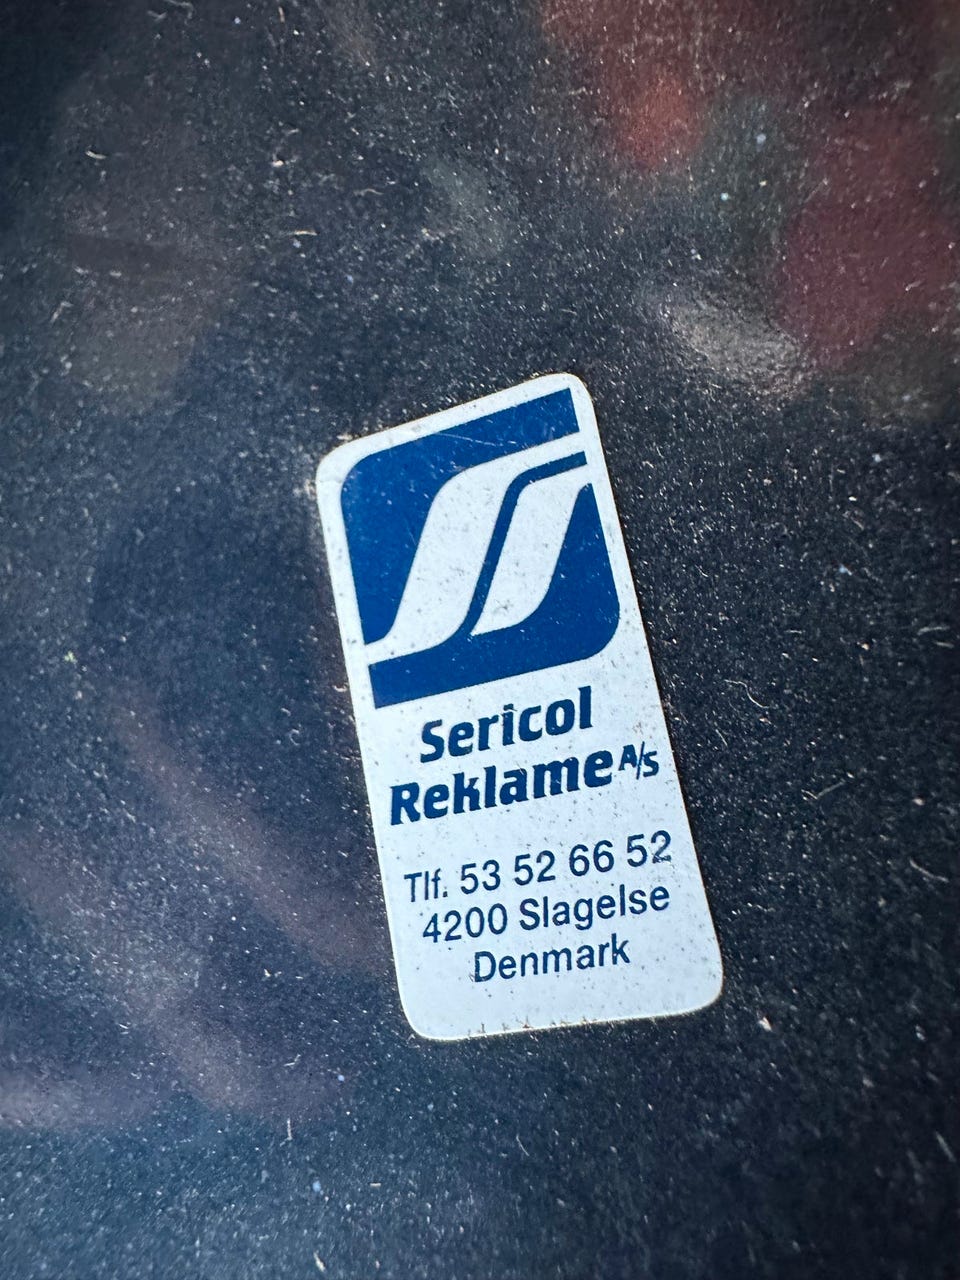 Sericol
Reklame A/S
Tlf. 53 52 66 52
4200 Slagelse
Denmark